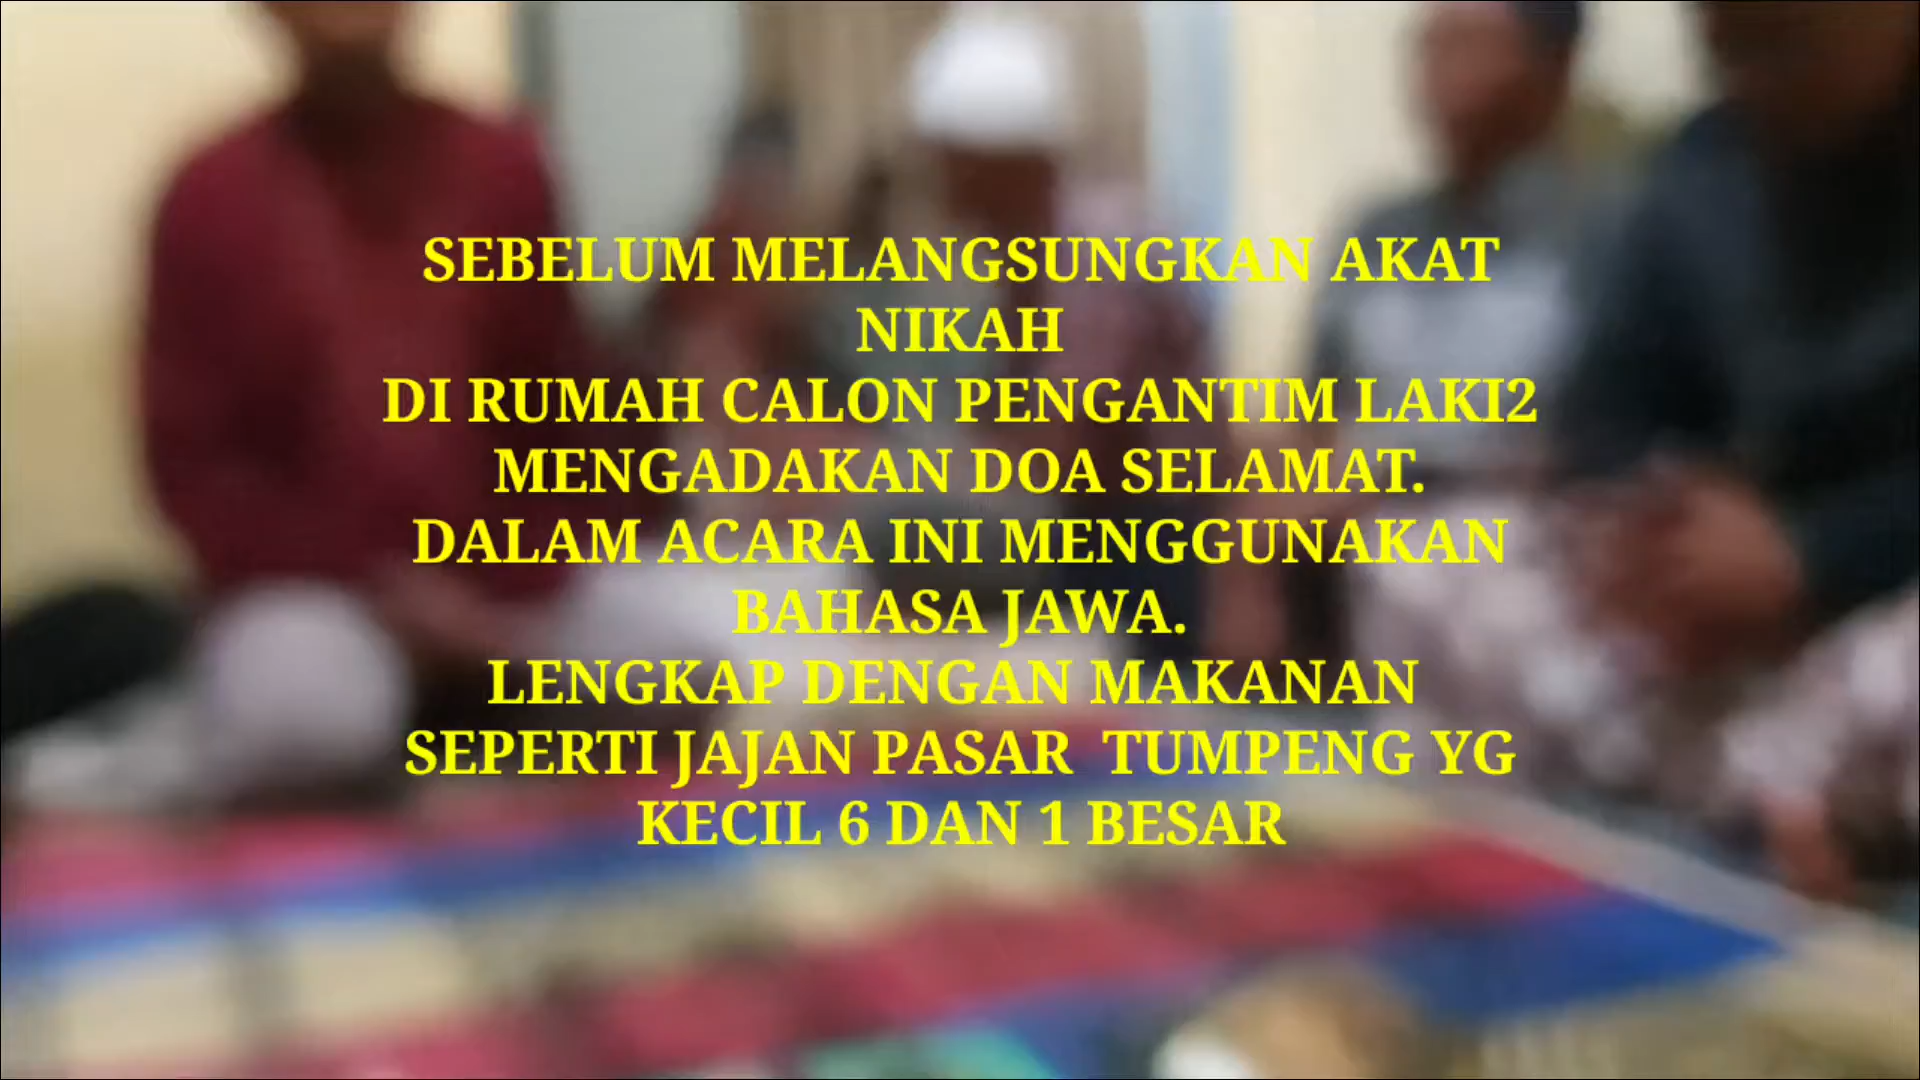 SEBELUM MELANGSUNGKAN AKAT
NIKAH
DI RUMAH CALON PENGANTIM LAKI2
MENGADAKAN DOA SELAMAT.
DALAM ACARA INI MENGGUNAKAN
BAHASA JAWA.
LENGKAP DENGAN MAKANAN
SEPERTI JAJAN PASAR  TUMPENG YG
KECIL 6 DAN 1 BESAR